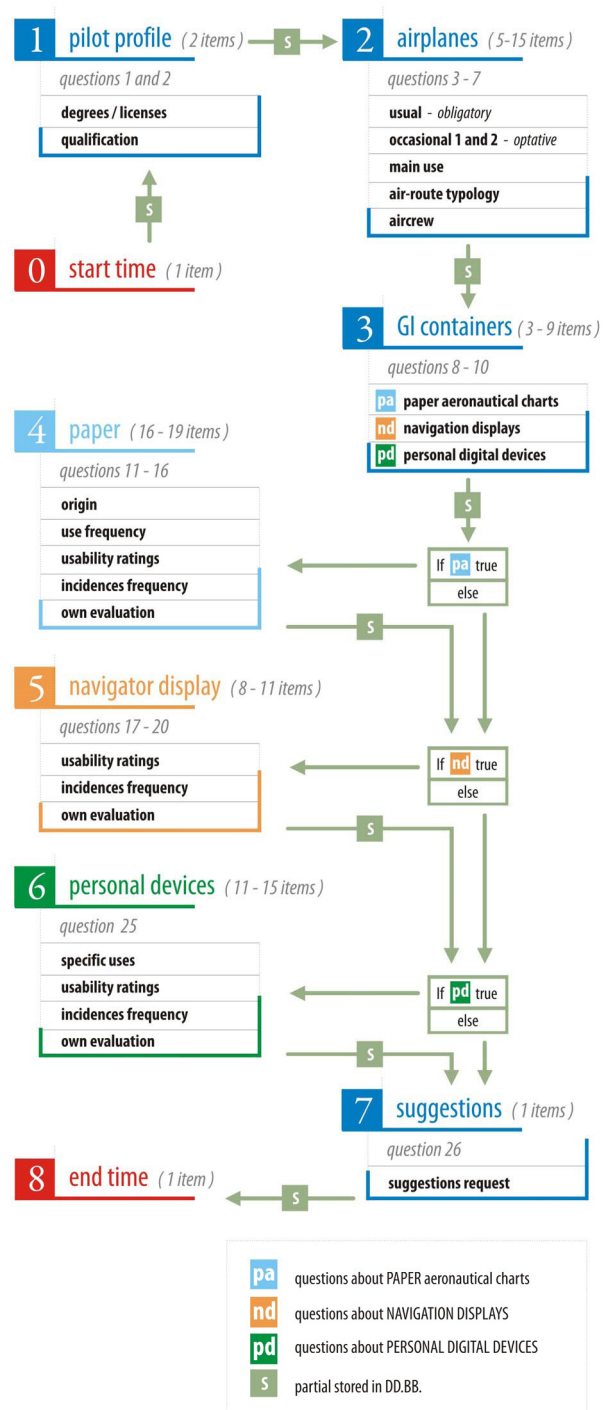 1 pilot profile ( 2 items )
questions 1 and 2
degrees / licenses
qualification
S
2 airplanes ( 5-15 items )
questions 3 - 7
usual - obligatory
occasional 1 and 2 - optative
main use
air-route typology
aircrew
S
0 start time ( 1 item )
S
3 GI containers ( 3 - 9 items )
questions 8 - 10
pa paper aeronautical charts
nd navigation displays
pd personal digital devices
S
4 paper ( 16 - 19 items )
questions 11 - 16
origin
use frequency
usability ratings
incidences frequency
own evaluation
If pa true
else
S
5 navigator display ( 8 - 11 items )
questions 17 - 20
usability ratings
incidences frequency
own evaluation
If nd true
else
S
6 personal devices ( 11 - 15 items )
question 25
specific uses
usability ratings
incidences frequency
own evaluation
If pd true
else
S
7 suggestions ( 1 items )
question 26
suggestions request
8 end time ( 1 item )
S
pa questions about PAPER aeronautical charts
nd questions about NAVIGATION DISPLAYS
pd questions about PERSONAL DIGITAL DEVICES
S partial stored in DD.BB.